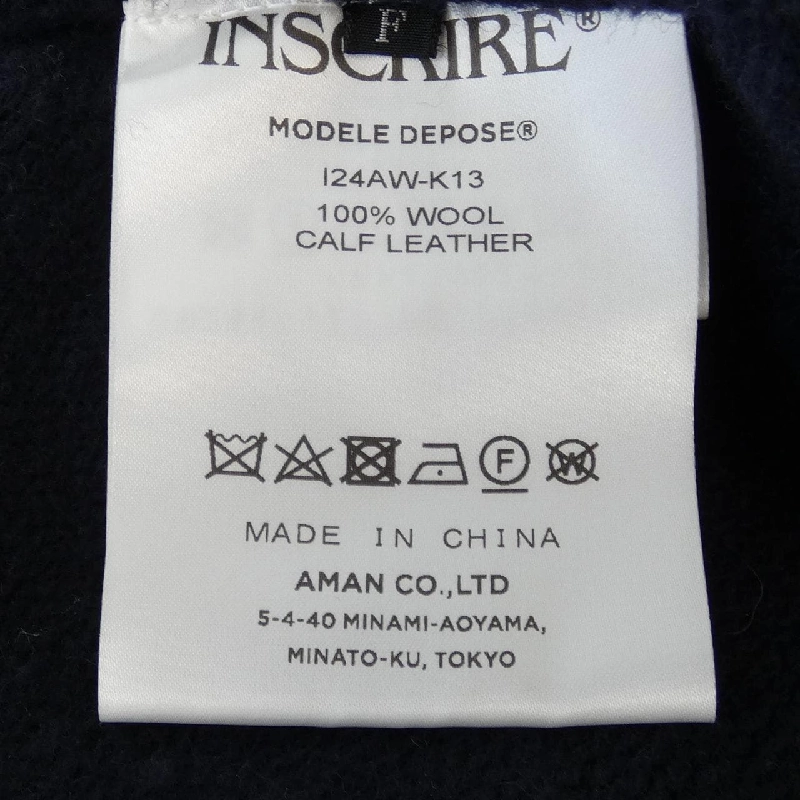 F
INSCRIRE®
MODELE DEPOSE®
I24AW-K13
100% WOOL
CALF LEATHER
F W
MADE IN CHINA
AMAN CO.,LTD
5-4-40 MINAMI-AOYAMA,
MINATO-KU, TOKYO